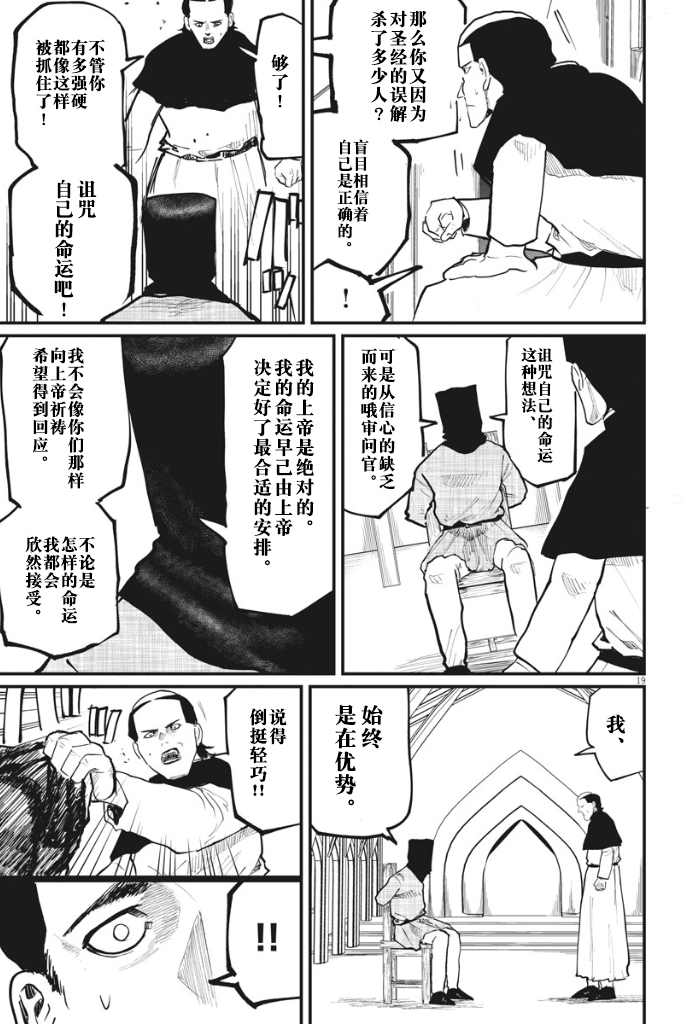 那么你又因为
对圣经的误解
杀了多少人？
盲目相信着
自己是正确的。
！
够了！
不管你
有多强硬
都像这样
被抓住了！
诅咒
自己的命运吧！
诅咒自己的命运
这种想法、
可是从信心的缺乏
而来的哦审问官。
我的上帝是绝对的。
我的命运早已由上帝
决定好了最合适的安排。
我不会像你们那样
向上帝祈祷
希望得到回应。
不论是
怎样的命运
我都会
欣然接受。
19
我、
始终
是在优势。
说得
倒挺轻巧!!
!!